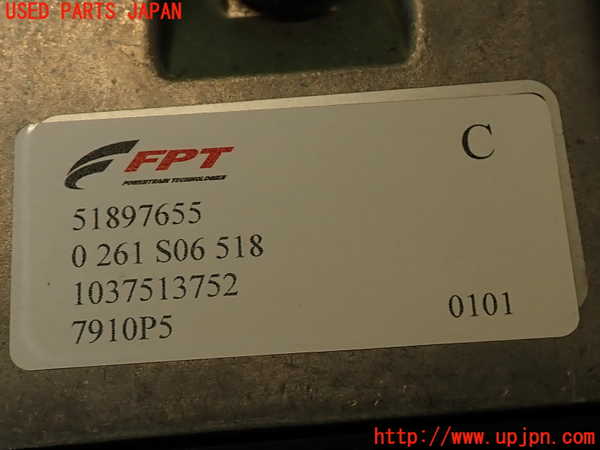 USED PARTS JAPAN
FPT
POWERTRAIN TECHNOLOGIES
C
51897655
0 261 S06 518
1037513752
7910P5
0101
http://www.upjpn.com/